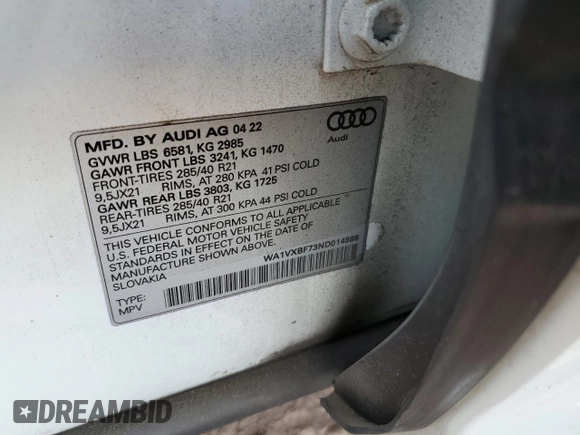 MFD. BY AUDI AG 04 22
GVWR LBS 6581, KG 2985
GAWR FRONT LBS 3241, KG 1470
FRONT-TIRES 285/40 R21
9,5JX21 RIMS, AT 280 KPA 41 PSI COLD
GAWR REAR LBS 3803, KG 1725
REAR-TIRES 285/40 R21
9,5JX21 RIMS, AT 300 KPA 44 PSI COLD
THIS VEHICLE CONFORMS TO ALL APPLICABLE
U.S. FEDERAL MOTOR VEHICLE SAFETY
STANDARDS IN EFFECT ON THE DATE OF
MANUFACTURE SHOWN ABOVE.
SLOVAKIA
WA1VXBF73ND014988
TYPE:
MPV
Audi
DREAMBID